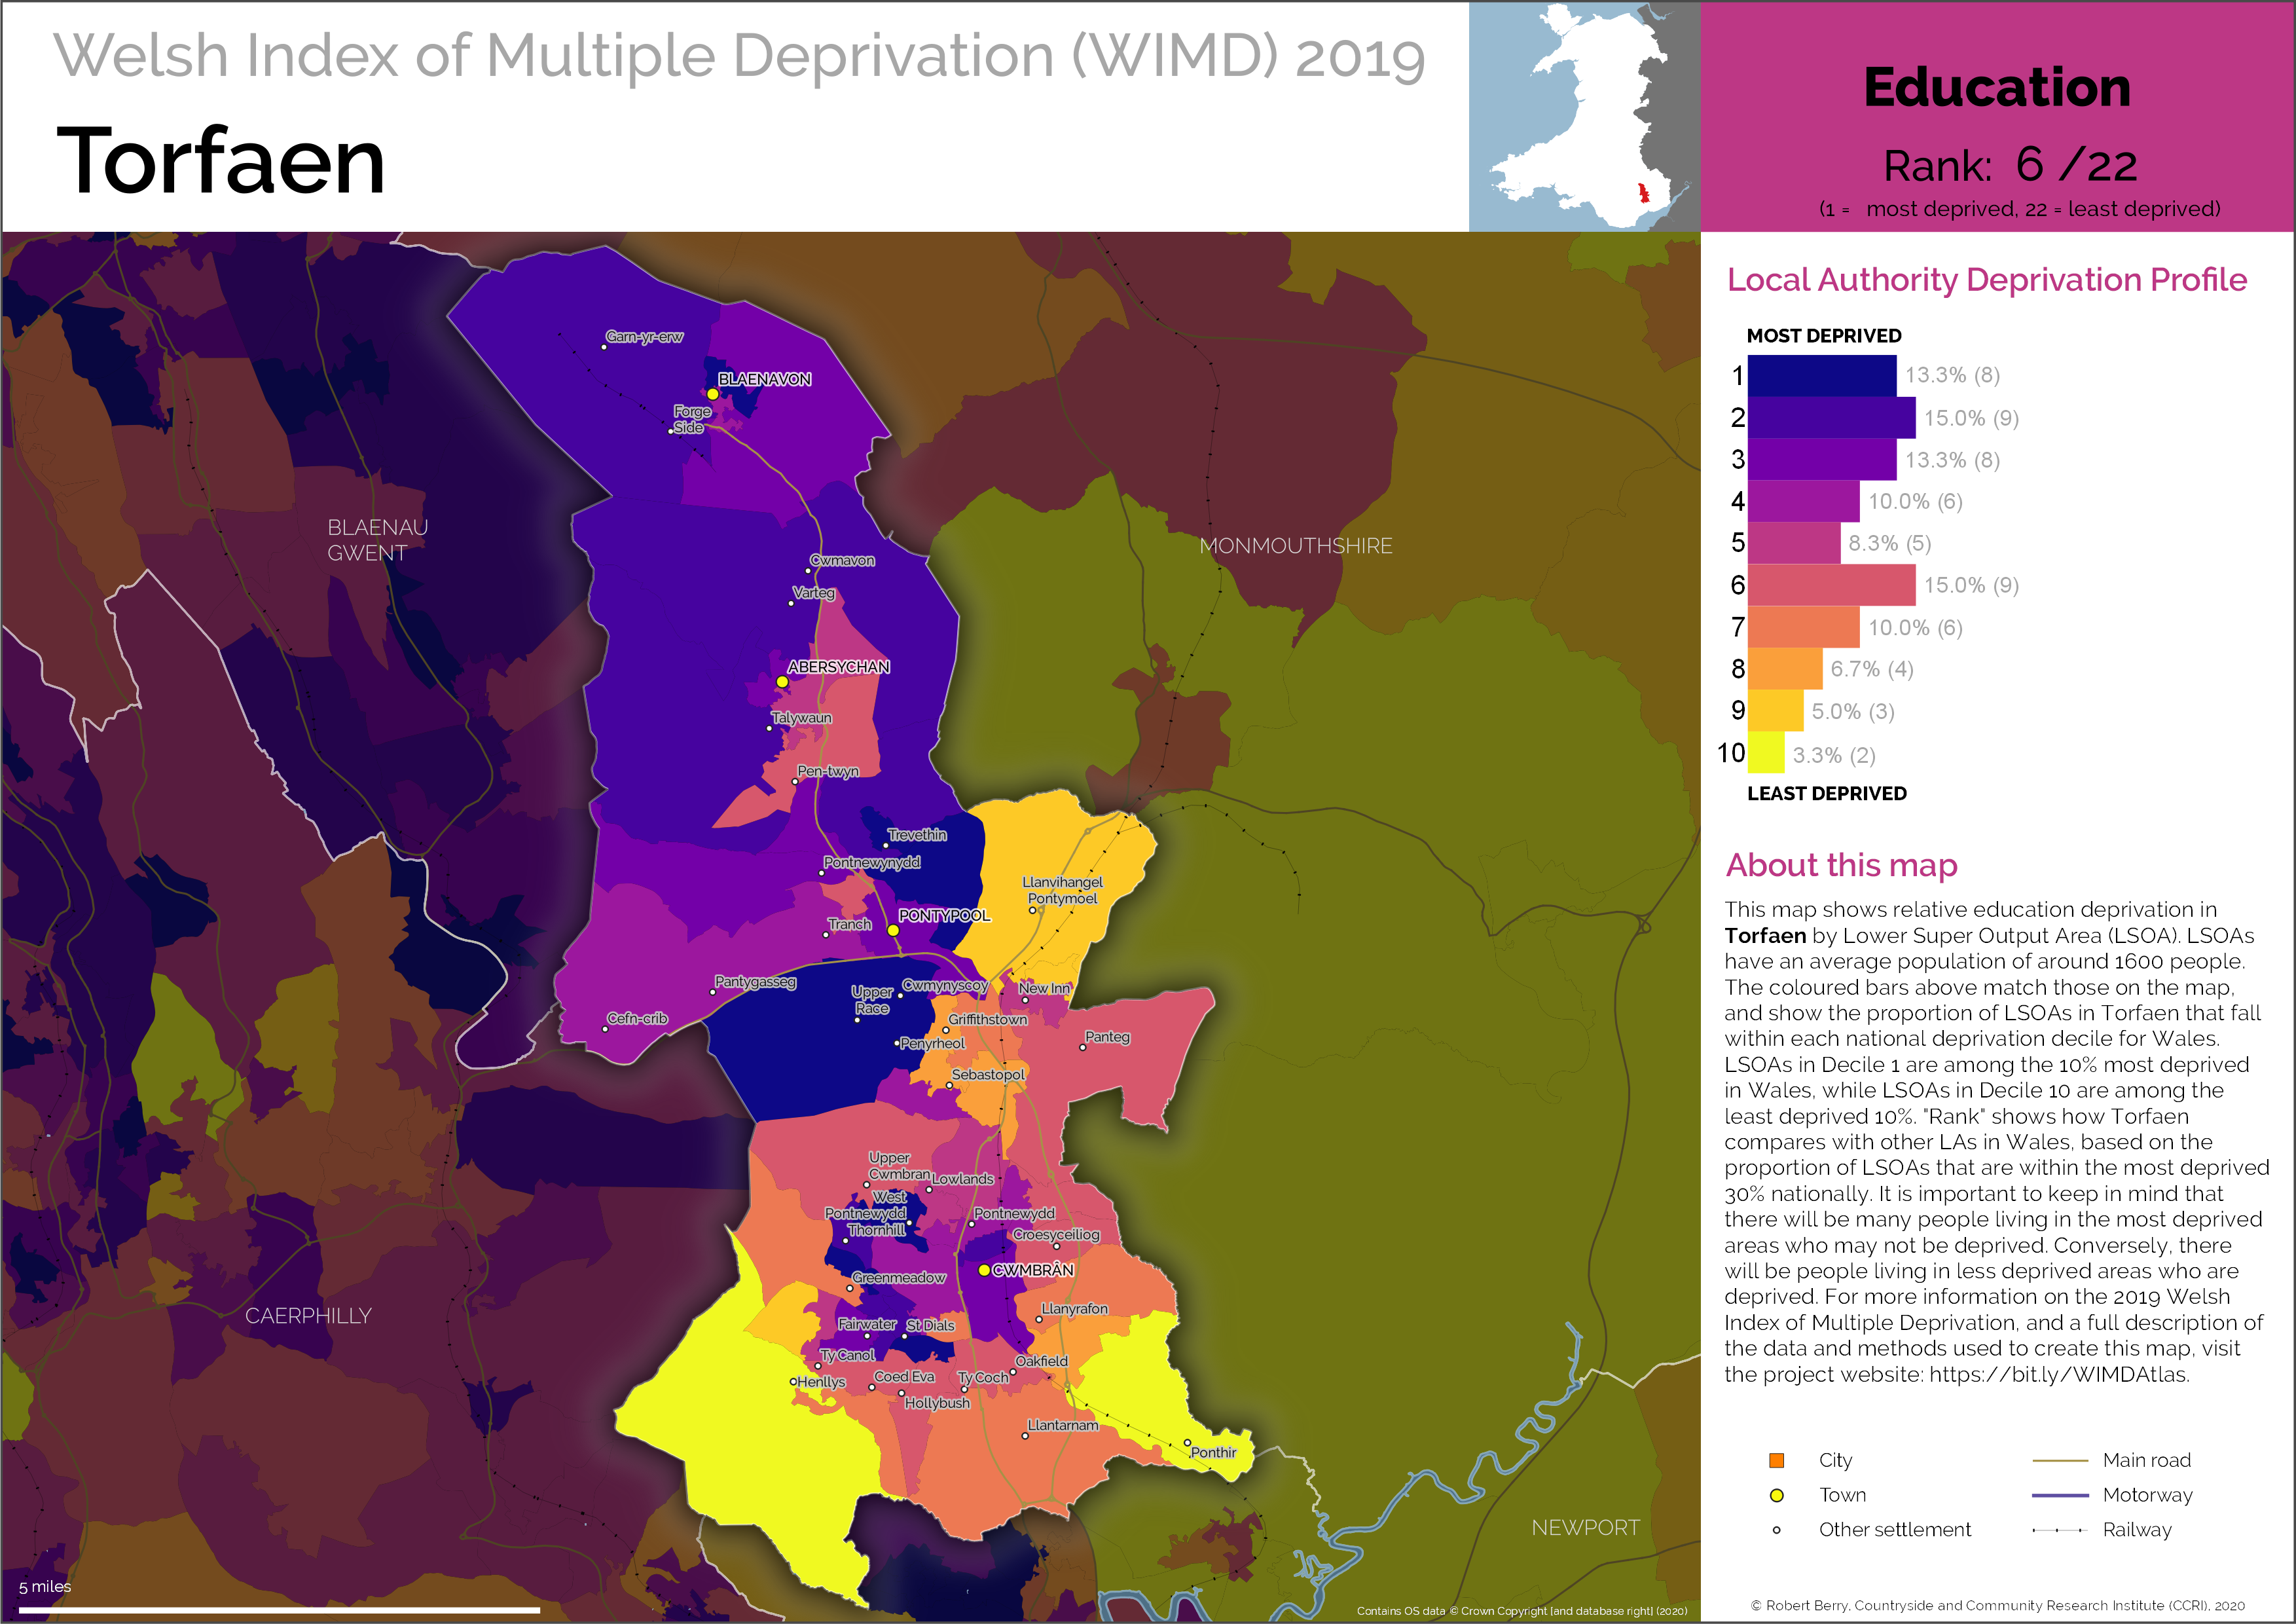 Welsh Index of Multiple Deprivation (WIMD) 2019
Torfaen
Education
Rank: 6 /22
(1 = most deprived, 22 = least deprived)
Local Authority Deprivation Profile
MOST DEPRIVED
1 13.3% (8)
2 15.0% (9)
3 13.3% (8)
4 10.0% (6)
5 8.3% (5)
6 15.0% (9)
7 10.0% (6)
8 6.7% (4)
9 5.0% (3)
10 3.3% (2)
LEAST DEPRIVED
About this map
This map shows relative education deprivation in
Torfaen by Lower Super Output Area (LSOA). LSOAs
have an average population of around 1600 people.
The coloured bars above match those on the map,
and show the proportion of LSOAs in Torfaen that fall
within each national deprivation decile for Wales.
LSOAs in Decile 1 are among the 10% most deprived
in Wales, while LSOAs in Decile 10 are among the
least deprived 10%. "Rank" shows how Torfaen
compares with other LAs in Wales, based on the
proportion of LSOAs that are within the most deprived
30% nationally. It is important to keep in mind that
there will be many people living in the most deprived
areas who may not be deprived. Conversely, there
will be people living in less deprived areas who are
deprived. For more information on the 2019 Welsh
Index of Multiple Deprivation, and a full description of
the data and methods used to create this map, visit
the project website: https://bit.ly/WIMDAtlas.
City
Town
Other settlement
Main road
Motorway
Railway
© Robert Berry, Countryside and Community Research Institute (CCRI), 2020
Garn-yr-erw
BLAENAVON
Forge
Side
BLAENAU
GWENT
MONMOUTHSHIRE
Cwmavon
Varteg
ABERSYCHAN
Talywaun
Pen-twyn
Trevethin
Pontnewynydd
Llanvihangel
Pontymoel
PONTYPOOL
Tranch
Pantygasseg
Cwmynyscoy
Upper
Race
New Inn
Cefn-crib
Griffithstown
Penyrheol
Panteg
Sebastopol
Upper
Cwmbran
Lowlands
West
Pontnewydd
Pontnewydd
Thornhill
Croesyceiliog
CWMBRÂN
Greenmeadow
Llanyrafon
CAERPHILLY
Fairwater
St Dials
Ty Canol
Oakfield
Henllys
Coed Eva
Ty Coch
Hollybush
Llantarnam
Ponthir
NEWPORT
5 miles
Contains OS data © Crown Copyright [and database right] (2020)